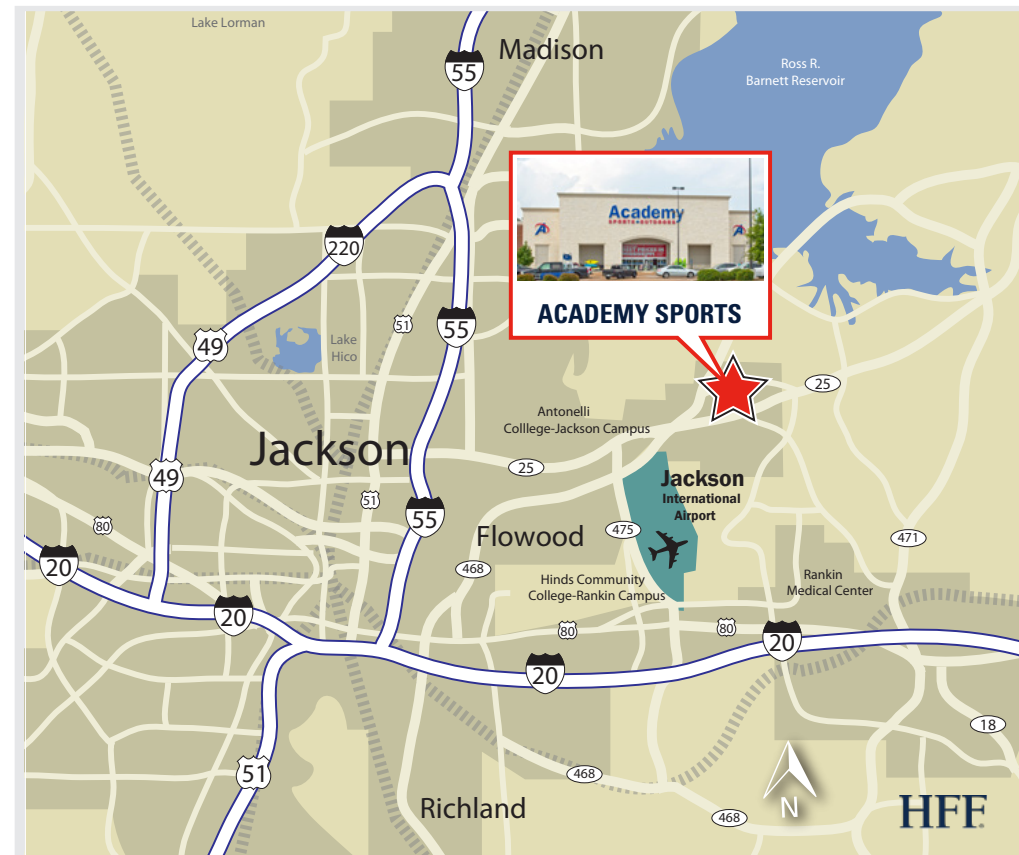 Lake Lorman
Madison
55
Ross R.
Barnett Reservoir
Academy
SPORTS+OUTDOORS
ACADEMY SPORTS
220
51
55
49
Lake
Hico
25
Antonelli
Colllege-Jackson Campus
Jackson
25
49
51
Jackson
International
Airport
80
55
Flowood
475
471
20
468
Hinds Community
College-Rankin Campus
Rankin
Medical Center
20
80
80
20
20
18
51
468
Richland
N
468
HFF